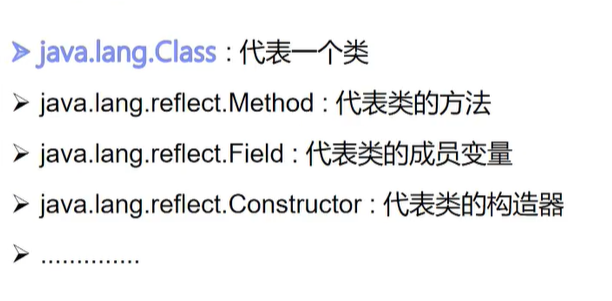 ➢ java.lang.Class : 代表一个类
➢ java.lang.reflect.Method : 代表类的方法
➢ java.lang.reflect.Field : 代表类的成员变量
➢ java.lang.reflect.Constructor : 代表类的构造器
➢ ..............